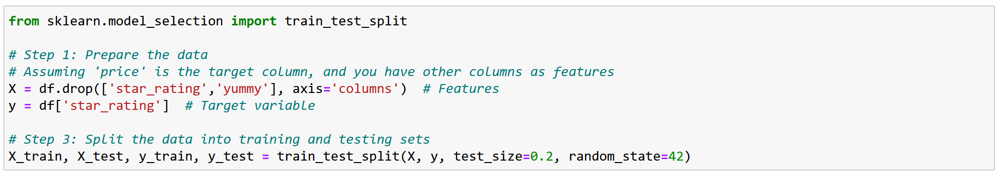 from sklearn.model_selection import train_test_split
# Step 1: Prepare the data
# Assuming 'price' is the target column, and you have other columns as features
X = df.drop(['star_rating','yummy'], axis='columns')  # Features
y = df['star_rating']  # Target variable
# Step 3: Split the data into training and testing sets
X_train, X_test, y_train, y_test = train_test_split(X, y, test_size=0.2, random_state=42)